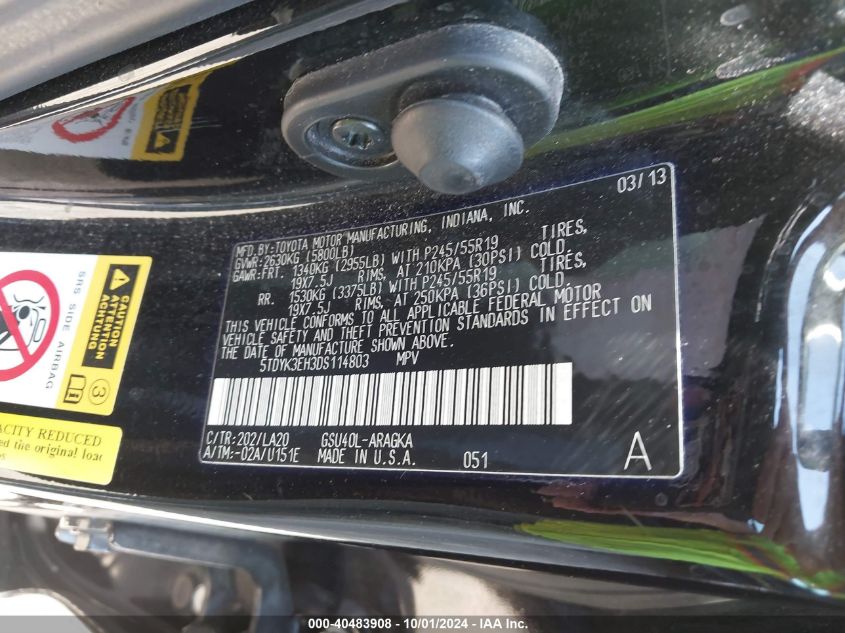 03/13
MFD.BY:TOYOTA MOTOR MANUFACTURING, INDIANA, INC.
GVWR:2630KG (5800LB)
GAWR:FRT. 1340KG (2955LB) WITH P245/55R19 TIRES,
19X7.5J RIMS, AT 210KPA (30PSI) COLD.
RR. 1530KG (3375LB) WITH P245/55R19 TIRES,
19X7.5J RIMS, AT 250KPA (36PSI) COLD.
THIS VEHICLE CONFORMS TO ALL APPLICABLE FEDERAL MOTOR
VEHICLE SAFETY AND THEFT PREVENTION STANDARDS IN EFFECT
ON THE DATE OF MANUFACTURE SHOWN ABOVE.
5TDYK3EH3DS114803 MPV
C/TR:202/LA20 GSU40L-ARAGKA
A/TM:-02A/U151E MADE IN U.S.A. 051 A
SRS SIDE AIRBAG
CAUTION
ATTENTION
ACHTUNG
3
ACITY REDUCED
ed the original load
000-40483908 - 10/01/2024 - IAA Inc.